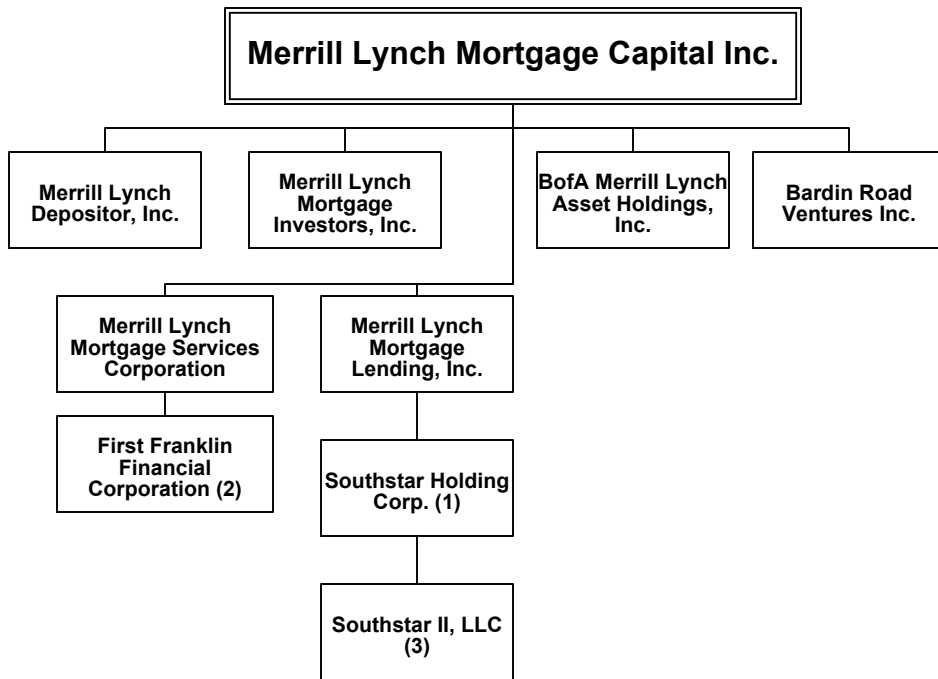 Merrill Lynch Mortgage Capital Inc.
Merrill Lynch
Depositor, Inc.
Merrill Lynch
Mortgage
Investors, Inc.
BofA Merrill Lynch
Asset Holdings,
Inc.
Bardin Road
Ventures Inc.
Merrill Lynch
Mortgage Services
Corporation
Merrill Lynch
Mortgage
Lending, Inc.
First Franklin
Financial
Corporation (2)
Southstar Holding
Corp. (1)
Southstar II, LLC
(3)